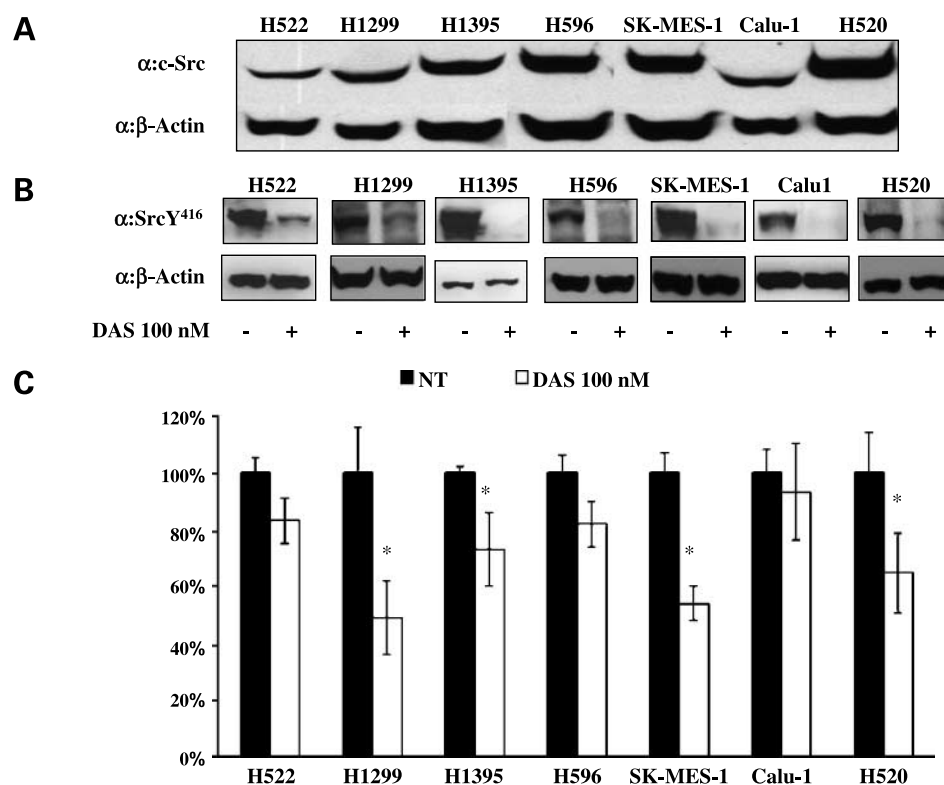 A
H522 H1299 H1395 H596 SK-MES-1 Calu-1 H520
α:c-Src
α:β-Actin
B
H522 H1299 H1395 H596 SK-MES-1 Calu1 H520
α:SrcY⁴¹⁶
α:β-Actin
DAS 100 nM - + - + - + - + - + - + - +
C
NT DAS 100 nM
120%
100%
80%
60%
40%
20%
0%
* * * *
H522 H1299 H1395 H596 SK-MES-1 Calu-1 H520